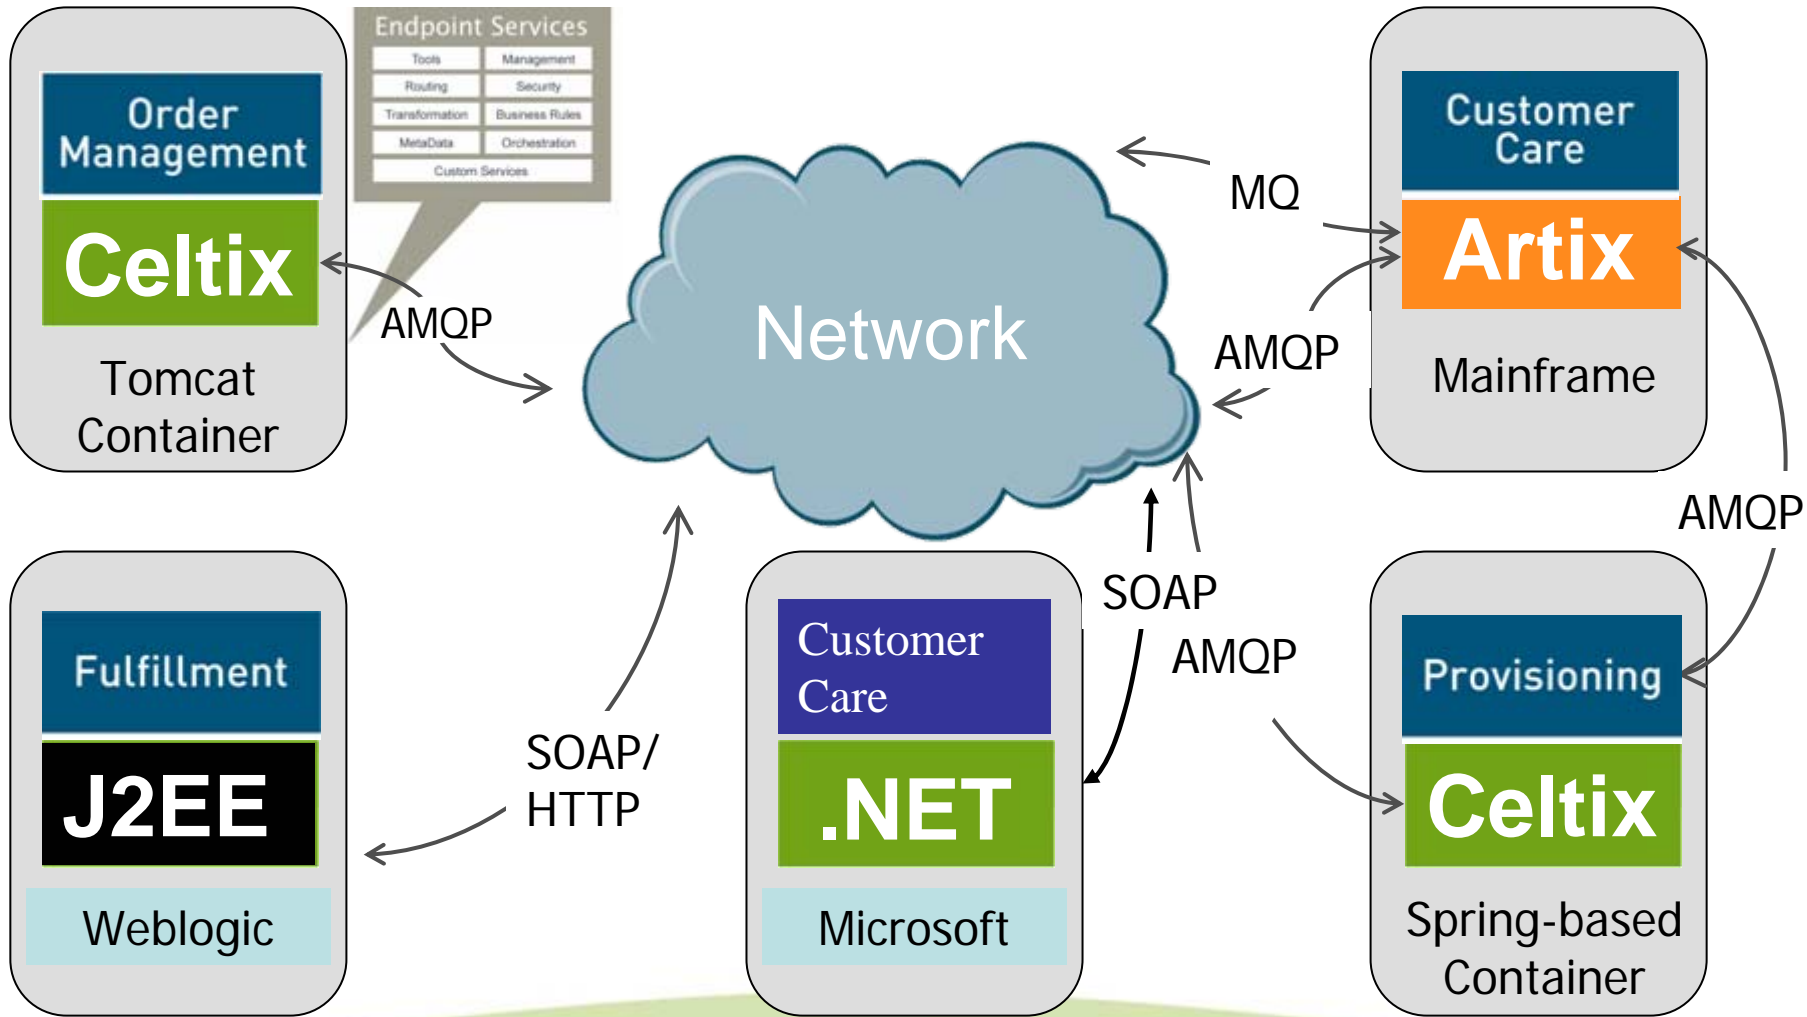 Order
Management
Celtix
Tomcat
Container
Endpoint Services
Tools
Management
Routing
Security
Transformation
Business Rules
MetaData
Orchestration
Custom Services
AMQP
Network
MQ
AMQP
Customer
Care
Artix
Mainframe
AMQP
Fulfillment
J2EE
Weblogic
SOAP/
HTTP
Customer
Care
.NET
Microsoft
SOAP
AMQP
Provisioning
Celtix
Spring-based
Container